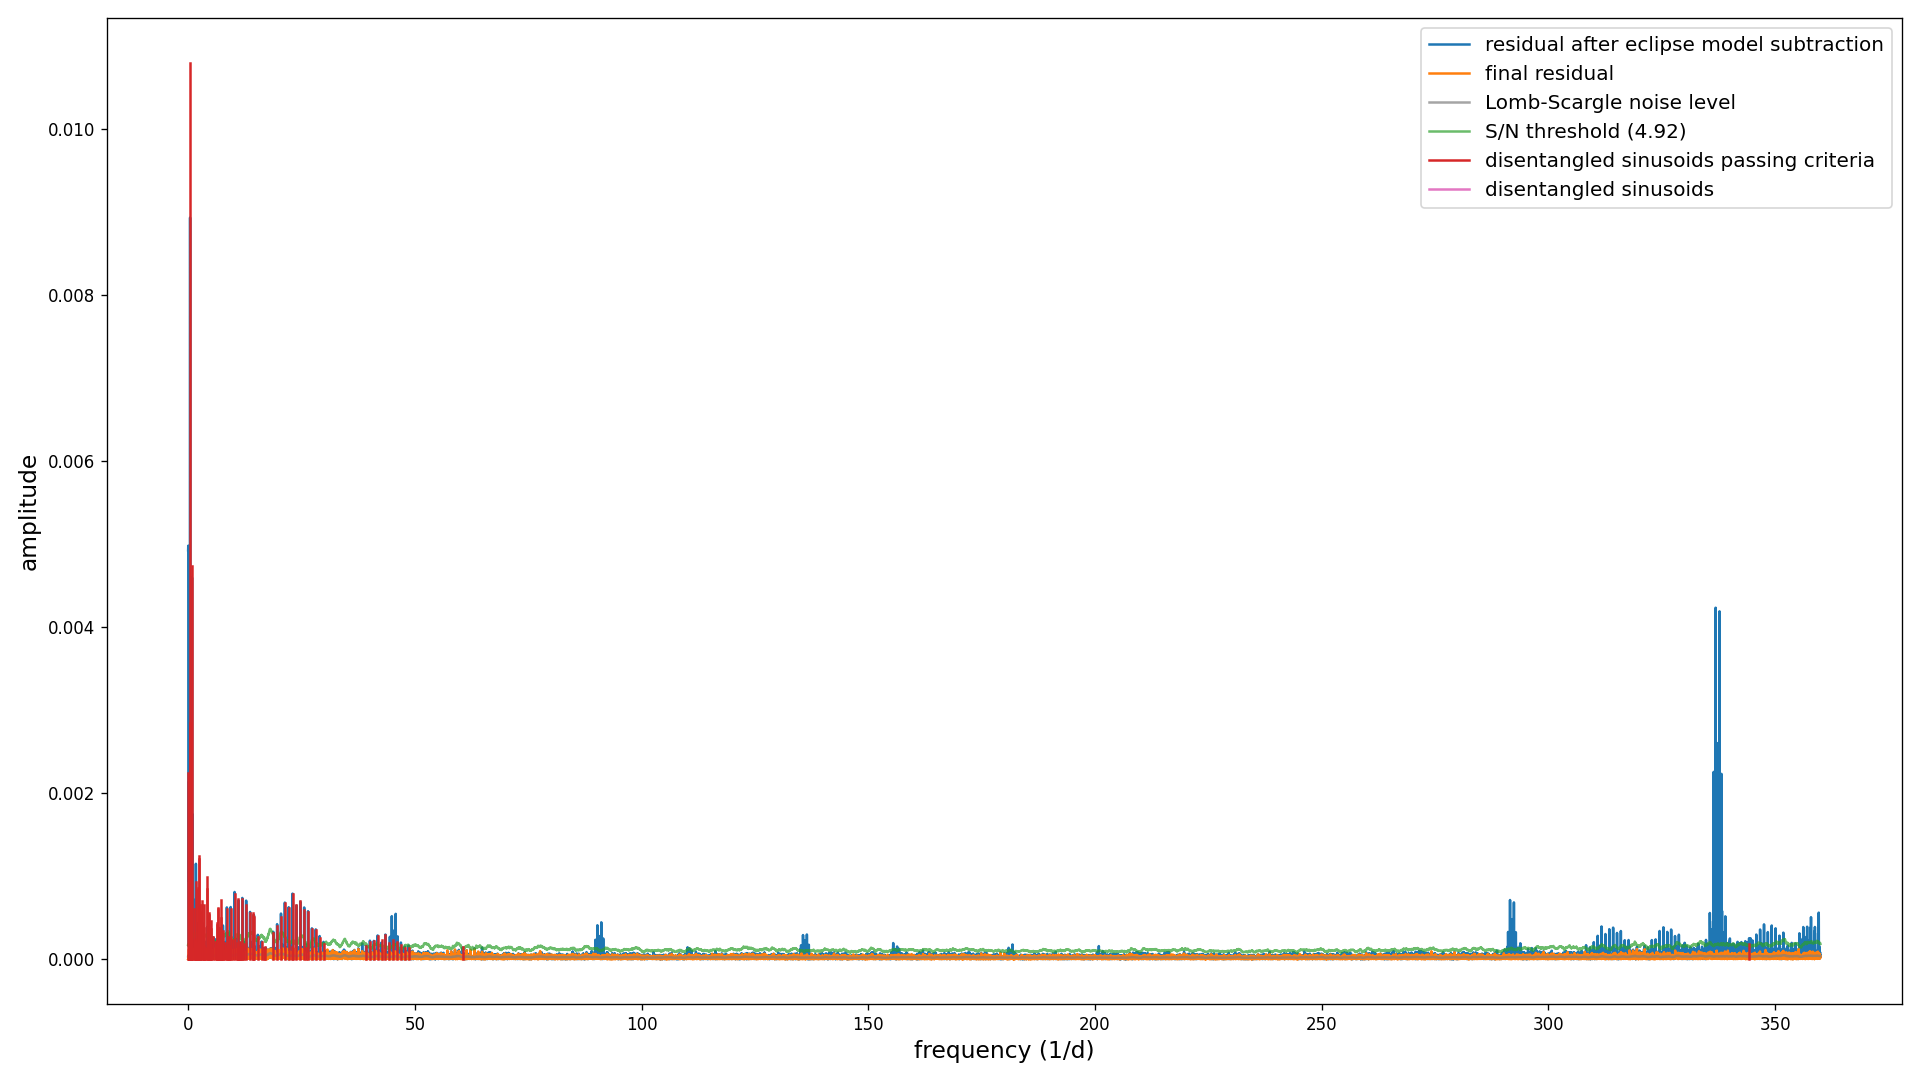 residual after eclipse model subtraction
final residual
Lomb-Scargle noise level
S/N threshold (4.92)
disentangled sinusoids passing criteria
disentangled sinusoids
0.010
0.008
0.006
0.004
0.002
0.000
amplitude
0 50 100 150 200 250 300 350
frequency (1/d)